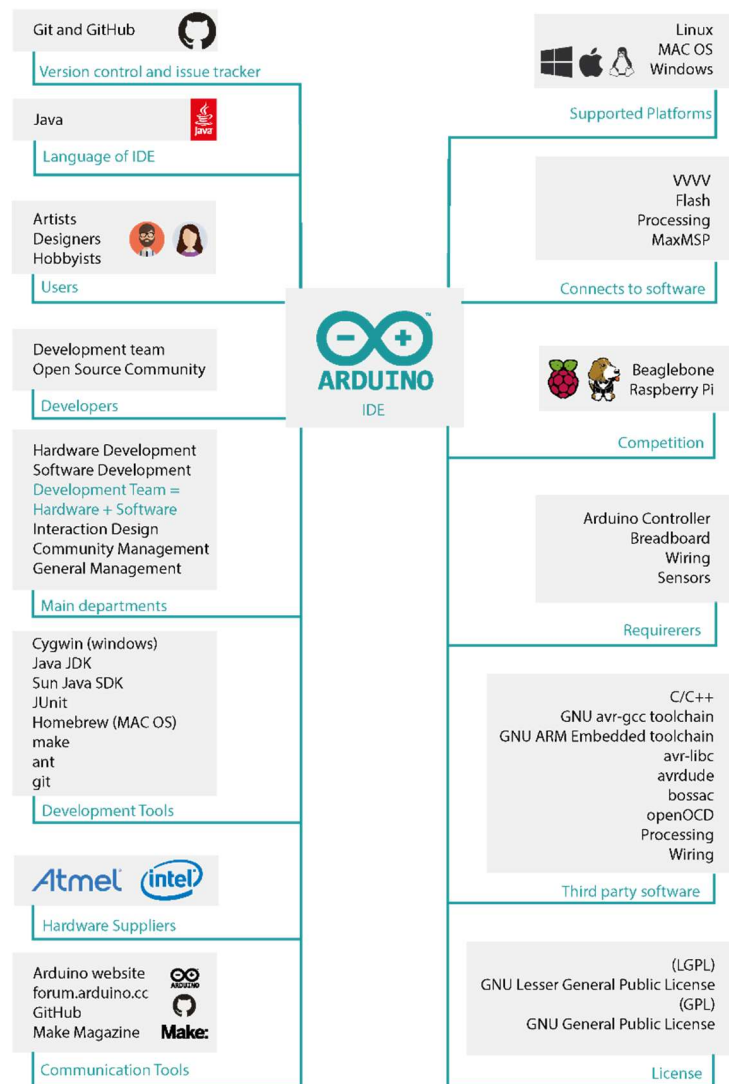 Git and GitHub
Version control and issue tracker
Java
Java
Language of IDE
Artists
Designers
Hobbyists
Users
Development team
Open Source Community
Developers
Hardware Development
Software Development
Development Team =
Hardware + Software
Interaction Design
Community Management
General Management
Main departments
Cygwin (windows)
Java JDK
Sun Java SDK
JUnit
Homebrew (MAC OS)
make
ant
git
Development Tools
Atmel intel
Hardware Suppliers
Arduino website
ARDUINO
forum.arduino.cc
GitHub
Make Magazine Make:
Communication Tools
ARDUINO
TM
IDE
Linux
MAC OS
Windows
Supported Platforms
VVVV
Flash
Processing
MaxMSP
Connects to software
Beaglebone
Raspberry Pi
Competition
Arduino Controller
Breadboard
Wiring
Sensors
Requirerers
C/C++
GNU avr-gcc toolchain
GNU ARM Embedded toolchain
avr-libc
avrdude
bossac
openOCD
Processing
Wiring
Third party software
(LGPL)
GNU Lesser General Public License
(GPL)
GNU General Public License
License